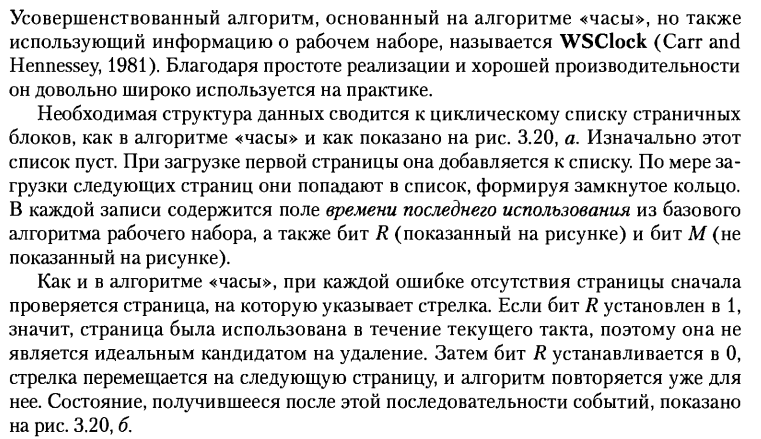 Усовершенствованный алгоритм, основанный на алгоритме «часы», но также
использующий информацию о рабочем наборе, называется WSClock (Carr and
Hennessey, 1981). Благодаря простоте реализации и хорошей производительности
он довольно широко используется на практике.
Необходимая структура данных сводится к циклическому списку страничных
блоков, как в алгоритме «часы» и как показано на рис. 3.20, а. Изначально этот
список пуст. При загрузке первой страницы она добавляется к списку. По мере за-
грузки следующих страниц они попадают в список, формируя замкнутое кольцо.
В каждой записи содержится поле времени последнего использования из базового
алгоритма рабочего набора, а также бит R (показанный на рисунке) и бит M (не
показанный на рисунке).
Как и в алгоритме «часы», при каждой ошибке отсутствия страницы сначала
проверяется страница, на которую указывает стрелка. Если бит R установлен в 1,
значит, страница была использована в течение текущего такта, поэтому она не
является идеальным кандидатом на удаление. Затем бит R устанавливается в 0,
стрелка перемещается на следующую страницу, и алгоритм повторяется уже для
нее. Состояние, получившееся после этой последовательности событий, показано
на рис. 3.20, б.